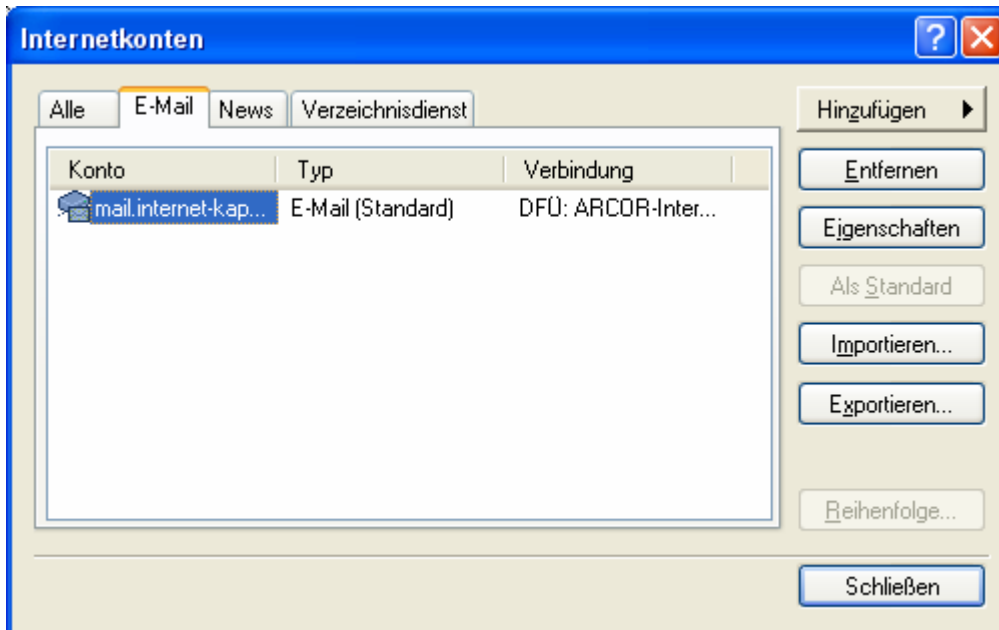 Internetkonten
Alle E-Mail News Verzeichnisdienst
Hinzufügen
Konto Typ Verbindung
Entfernen
mail.internet-kap... E-Mail (Standard) DFÜ: ARCOR-Inter...
Eigenschaften
Als Standard
Importieren...
Exportieren...
Reihenfolge...
Schließen